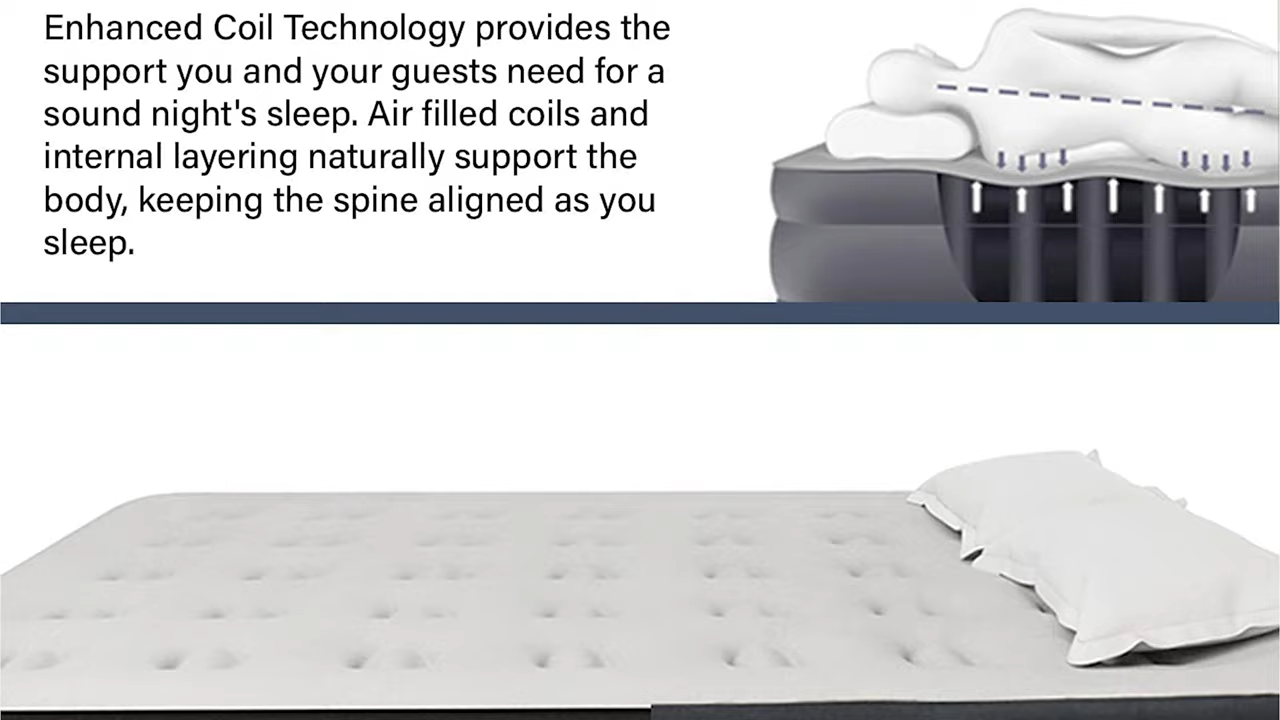 Enhanced Coil Technology provides the
support you and your guests need for a
sound night's sleep. Air filled coils and
internal layering naturally support the
body, keeping the spine aligned as you
sleep.